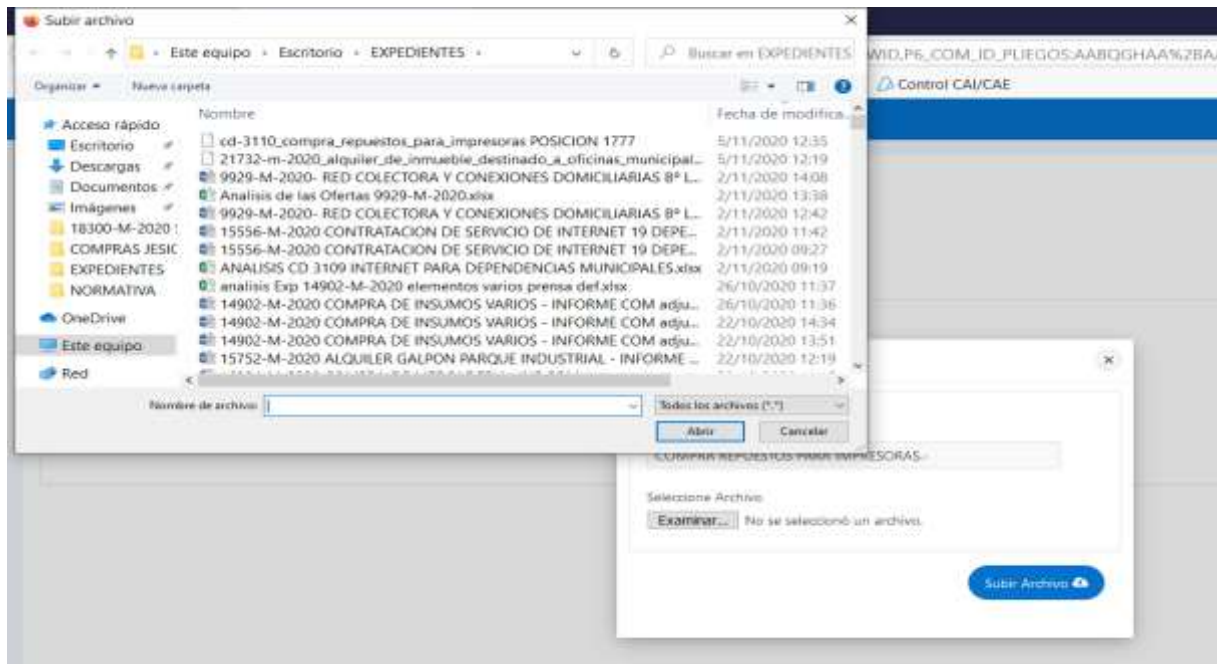 Subir archivo
WID,P6_COM_ID_PLIEGOS:AABQGHAA%2BA
Este equipo Escritorio EXPEDIENTES
Buscar en EXPEDIENTES
Organizar
Nueva carpeta
Control CAI/CAE
Nombre
Fecha de modifica...
Acceso rápido
Escritorio
Descargas
Documentos
Imágenes
18300-M-2020
COMPRAS JESIC
EXPEDIENTES
NORMATIVA
OneDrive
Este equipo
Red
cd-3110_compra_repuestos_para_impresoras POSICION 1777 5/11/2020 12:35
21732-m-2020_alquiler_de_inmueble_destinado_a_oficinas_municipal... 5/11/2020 12:19
9929-M-2020- RED COLECTORA Y CONEXIONES DOMICILIARIAS Bº L... 2/11/2020 14:08
Analisis de las Ofertas 9929-M-2020.xlsx 2/11/2020 13:38
9929-M-2020- RED COLECTORA Y CONEXIONES DOMICILIARIAS Bº L... 2/11/2020 12:42
15556-M-2020 CONTRATACION DE SERVICIO DE INTERNET 19 DEPE... 2/11/2020 11:42
15556-M-2020 CONTRATACION DE SERVICIO DE INTERNET 19 DEPE... 2/11/2020 09:27
ANALISIS CD 3109 INTERNET PARA DEPENDENCIAS MUNICIPALES.xlsx 2/11/2020 09:19
analisis Exp 14902-M-2020 elementos varios prensa def.xlsx 26/10/2020 11:37
14902-M-2020 COMPRA DE INSUMOS VARIOS - INFORME COM adju... 26/10/2020 11:36
14902-M-2020 COMPRA DE INSUMOS VARIOS - INFORME COM adju... 22/10/2020 14:34
14902-M-2020 COMPRA DE INSUMOS VARIOS - INFORME COM adju... 22/10/2020 13:51
15752-M-2020 ALQUILER GALPON PARQUE INDUSTRIAL - INFORME ... 22/10/2020 12:19
Nombre de archivo:
Todos los archivos (*.*)
Abrir
Cancelar
COMPRA REPUESTOS PARA IMPRESORAS.-
Seleccione Archivo
Examinar... No se seleccionó un archivo.
Subir Archivo